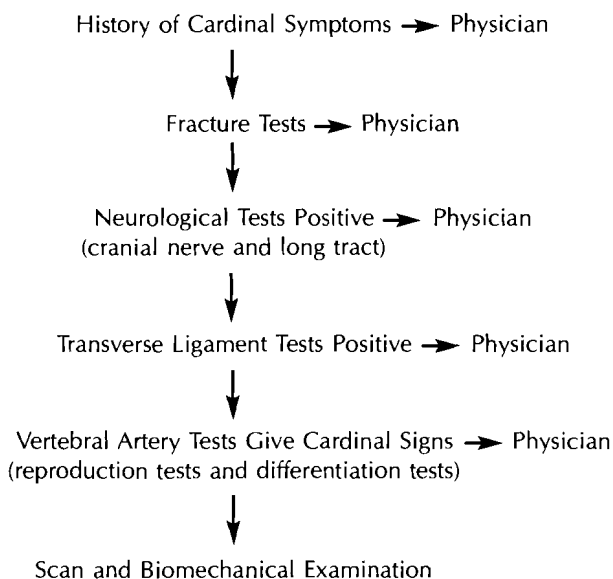 History of Cardinal Symptoms → Physician
Fracture Tests → Physician
Neurological Tests Positive → Physician
(cranial nerve and long tract)
Transverse Ligament Tests Positive → Physician
Vertebral Artery Tests Give Cardinal Signs → Physician
(reproduction tests and differentiation tests)
Scan and Biomechanical Examination